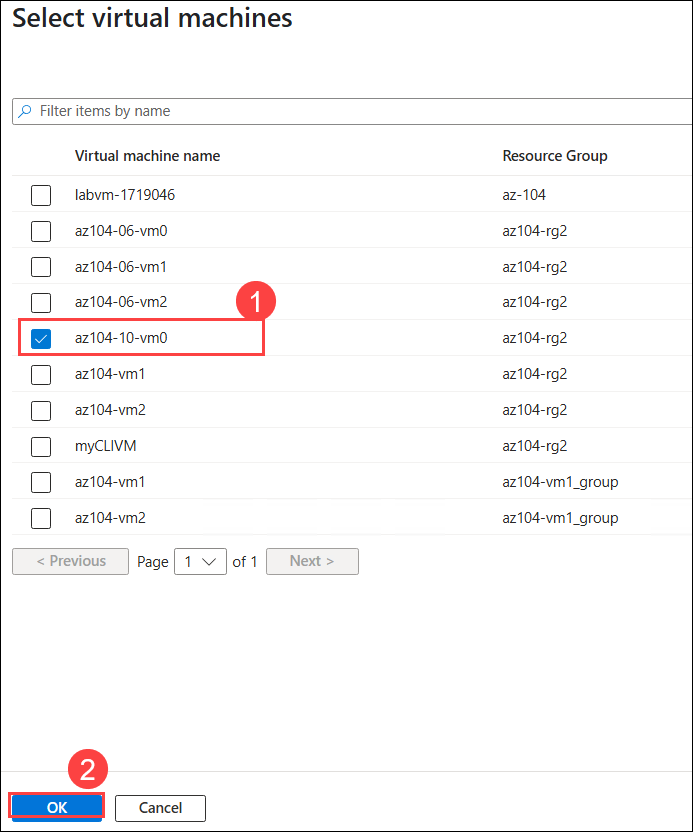 Select virtual machines
Filter items by name
Virtual machine name Resource Group
labvm-1719046 az-104
az104-06-vm0 az104-rg2
az104-06-vm1 az104-rg2
az104-06-vm2 az104-rg2
1
az104-10-vm0 az104-rg2
az104-vm1 az104-rg2
az104-vm2 az104-rg2
myCLIVM az104-rg2
az104-vm1 az104-vm1_group
az104-vm2 az104-vm1_group
< Previous Page 1 of 1 Next >
2
OK Cancel